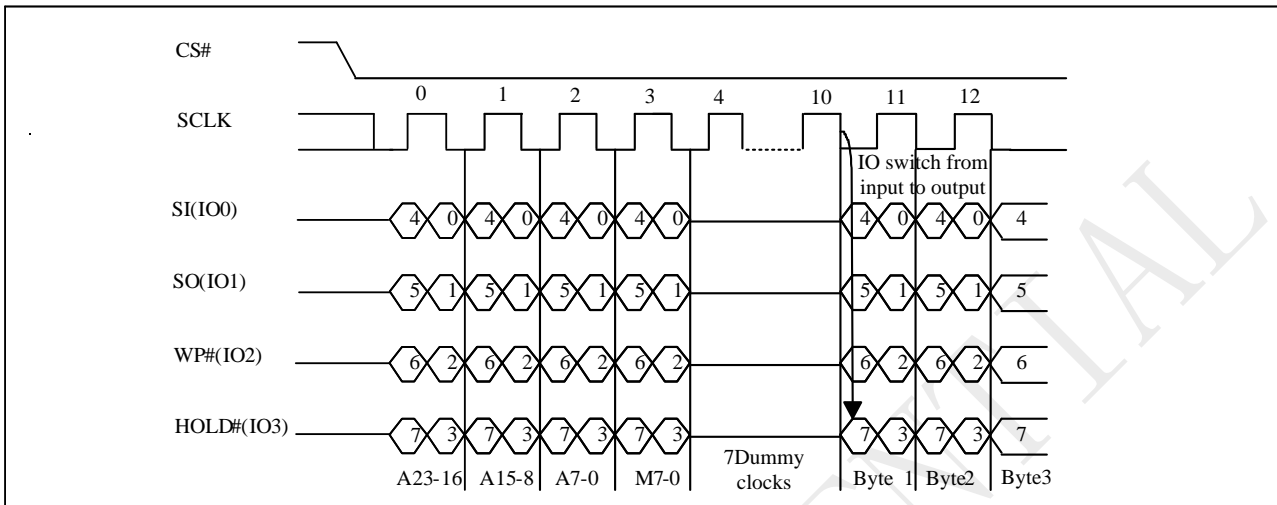 CS#
0 1 2 3 4 10 11 12
SCLK
IO switch from
input to output
SI(IO0) 4 0 4 0 4 0 4 0 4 0 4 0 4
SO(IO1) 5 1 5 1 5 1 5 1 5 1 5 1 5
WP#(IO2) 6 2 6 2 6 2 6 2 6 2 6 2 6
HOLD#(IO3) 7 3 7 3 7 3 7 3 7 3 7 3 7
A23-16 A15-8 A7-0 M7-0 7Dummy
clocks Byte 1 Byte2 Byte3
NTIAL